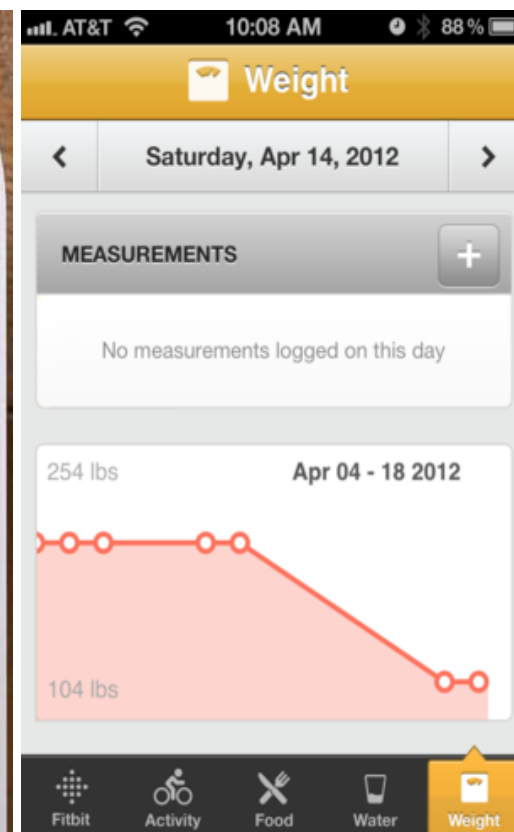 AT&T 10:08 AM 88%
Weight
Saturday, Apr 14, 2012
MEASUREMENTS +
No measurements logged on this day
254 lbs Apr 04 - 18 2012
104 lbs
Fitbit Activity Food Water Weight